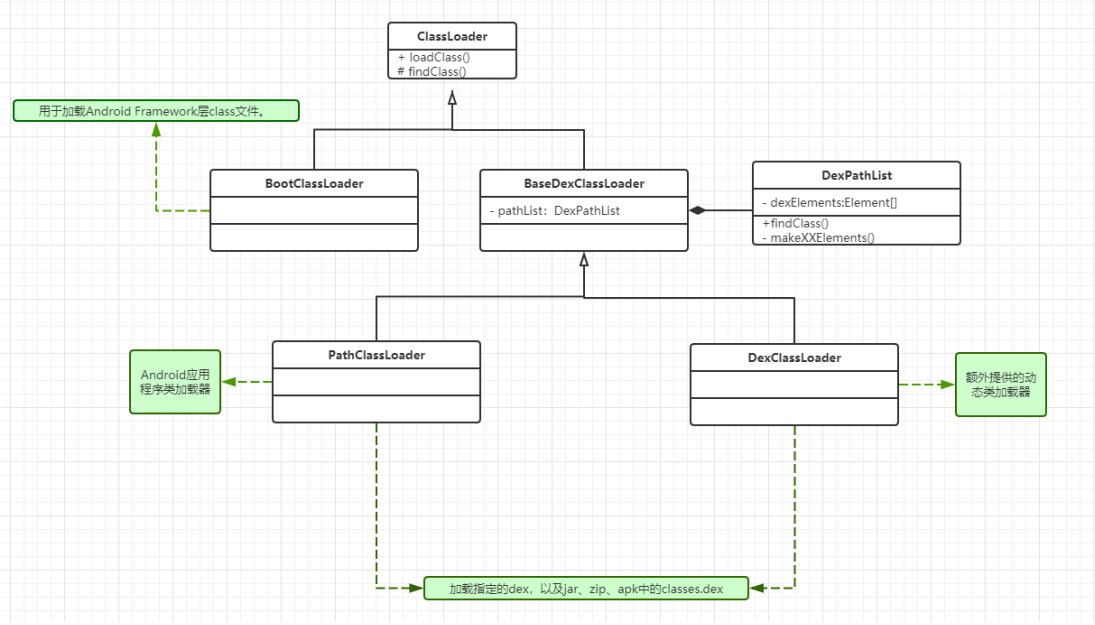 ClassLoader
+ loadClass()
# findClass()
用于加载Android Framework层class文件。
BootClassLoader
BaseDexClassLoader
- pathList：DexPathList
DexPathList
- dexElements:Element[]
+findClass()
- makeXXElements()
PathClassLoader
DexClassLoader
Android应用
程序类加载器
额外提供的动
态类加载器
加载指定的dex，以及jar、zip、apk中的classes.dex